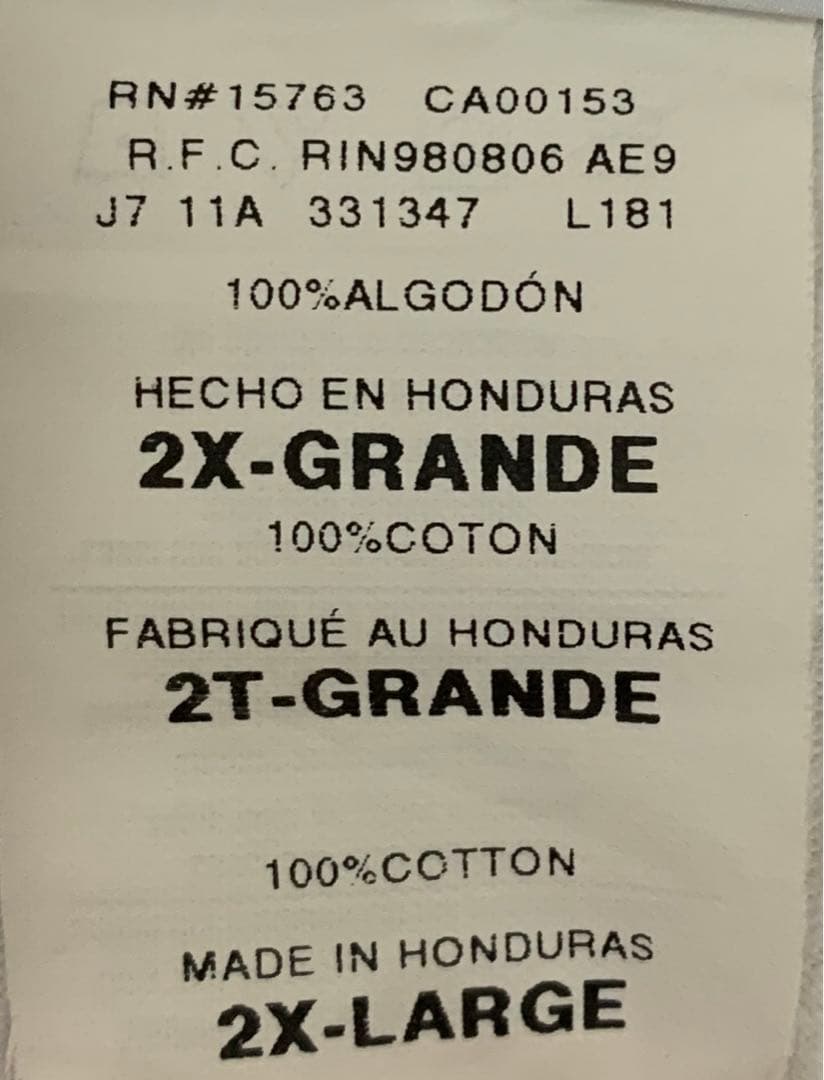 RN#15763 CA00153
R.F.C. RIN980806 AE9
J7 11A 331347 L181
100%ALGODÓN
HECHO EN HONDURAS
2X-GRANDE
100%COTON
FABRIQUÉ AU HONDURAS
2T-GRANDE
100%COTTON
MADE IN HONDURAS
2X-LARGE